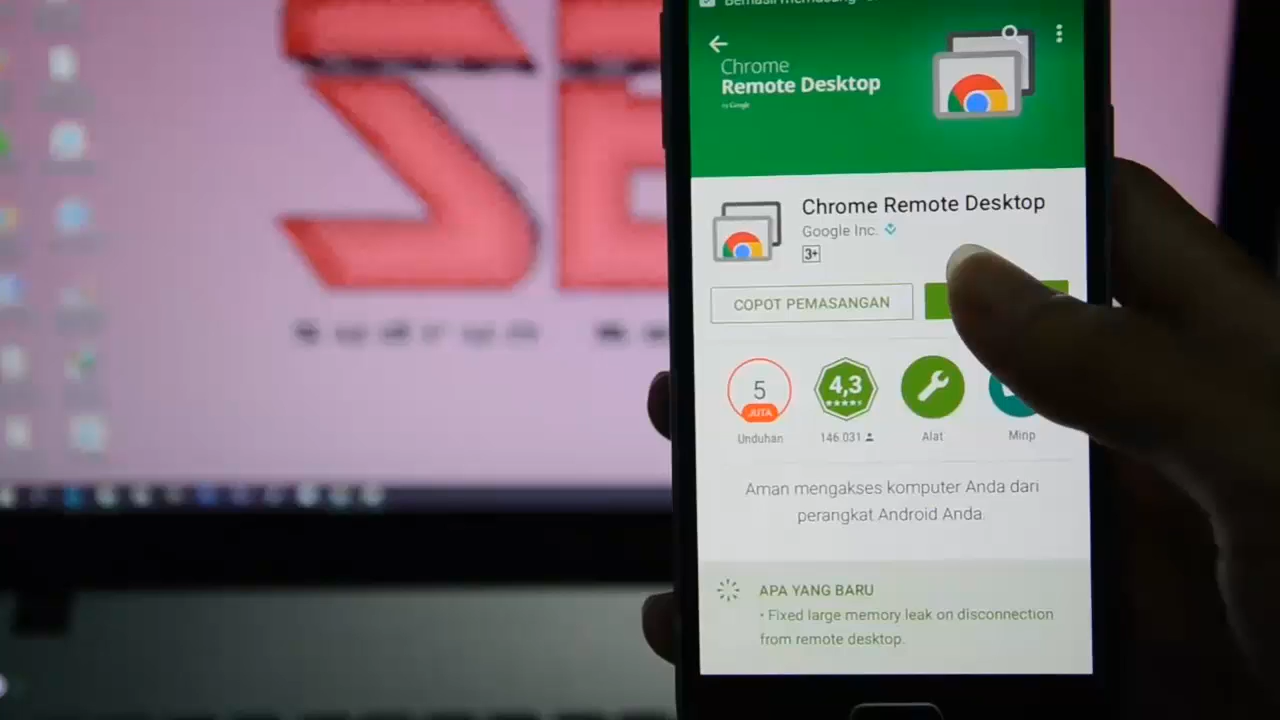 Chrome
Remote Desktop
by Google
Chrome Remote Desktop
Google Inc.
3+
COPOT PEMASANGAN
5
JUTA
4,3
Unduhan
146.031
Alat
Aman mengakses komputer Anda dari
perangkat Android Anda.
APA YANG BARU
• Fixed large memory leak on disconnection
from remote desktop.